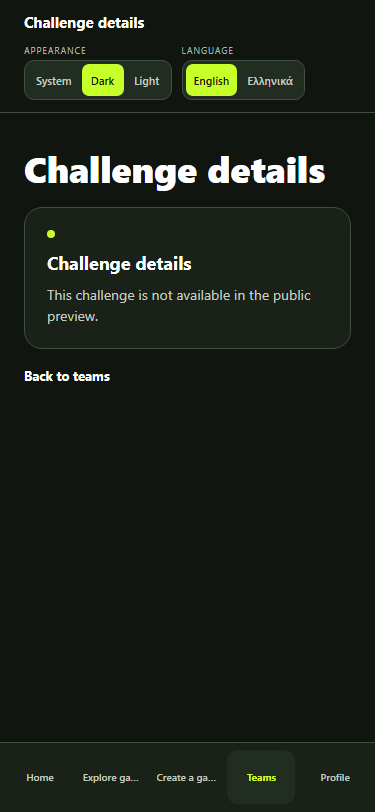 Challenge details
APPEARANCE
LANGUAGE
System Dark Light
English Ελληνικά
Challenge details
Challenge details
This challenge is not available in the public
preview.
Back to teams
Home Explore ga... Create a ga... Teams Profile